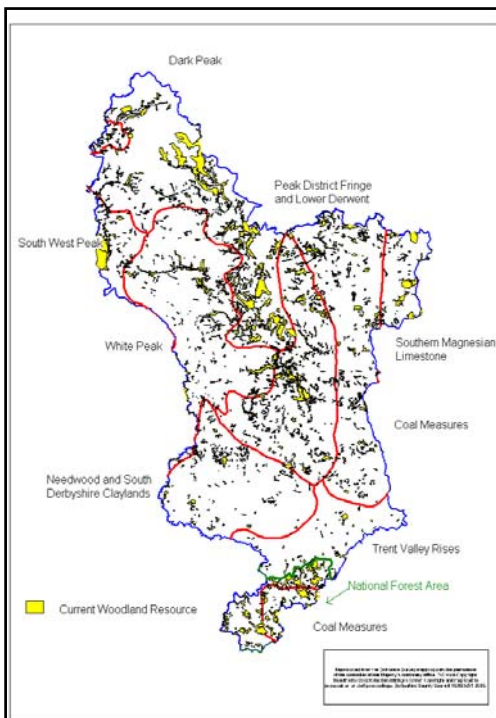 Dark Peak
Peak District Fringe
and Lower Derwent
South West Peak
White Peak
Southern Magnesian
Limestone
Coal Measures
Needwood and South
Derbyshire Claylands
Trent Valley Rises
National Forest Area
Current Woodland Resource
Coal Measures